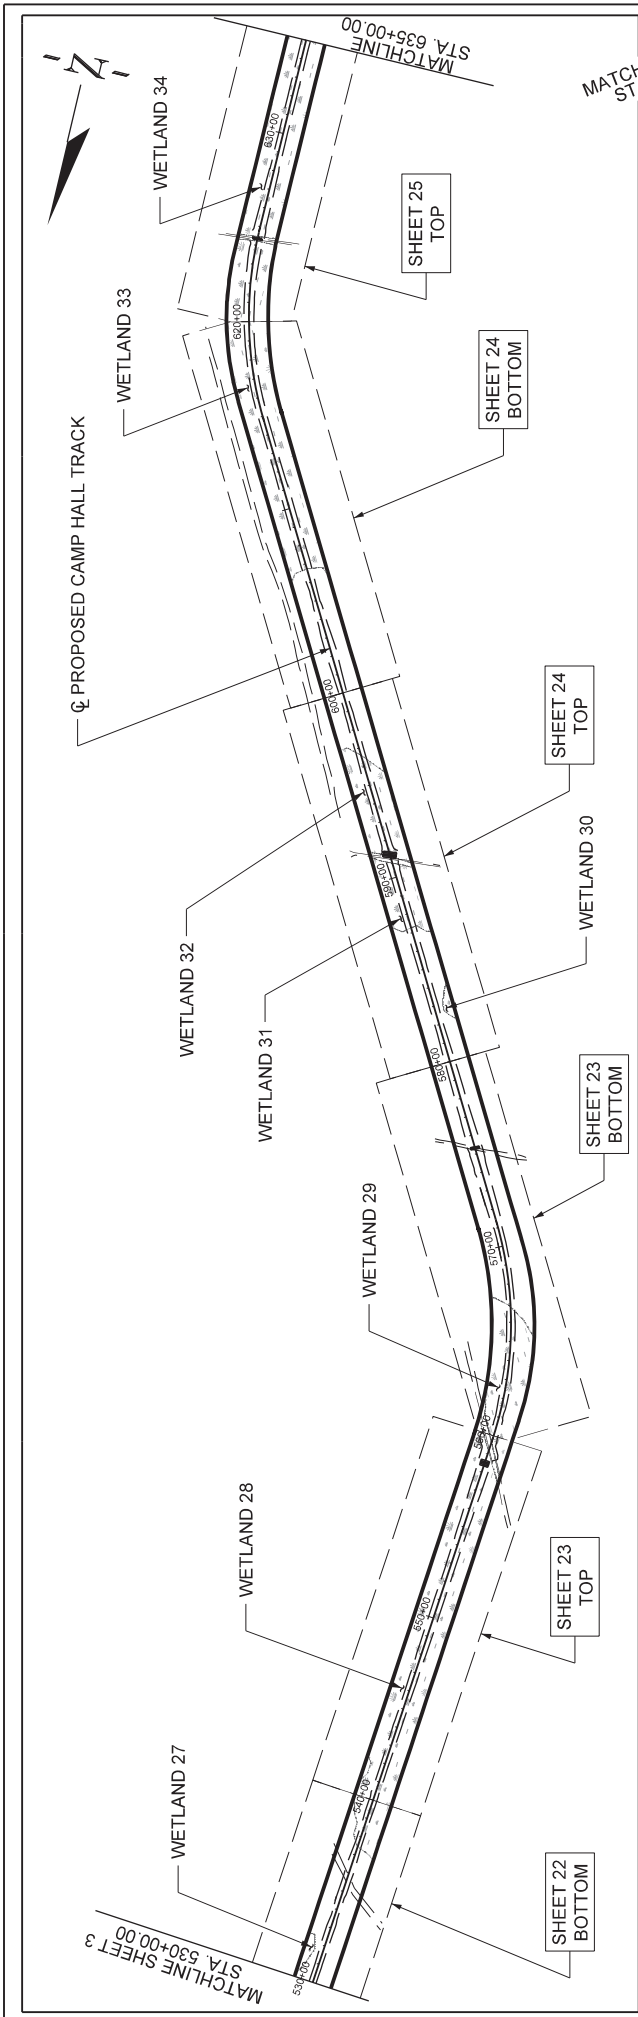 MATCHLINE SHEET 3
STA. 530+00.00
530+00
WETLAND 27
SHEET 22
BOTTOM
540+00
WETLAND 28
550+00
SHEET 23
TOP
560+00
WETLAND 29
570+00
SHEET 23
BOTTOM
580+00
WETLAND 30
WETLAND 31
590+00
WETLAND 32
SHEET 24
TOP
600+00
℄ PROPOSED CAMP HALL TRACK
SHEET 24
BOTTOM
WETLAND 33
620+00
SHEET 25
TOP
WETLAND 34
630+00
MATCHLINE
STA. 635+00.00
N
MATCH
ST